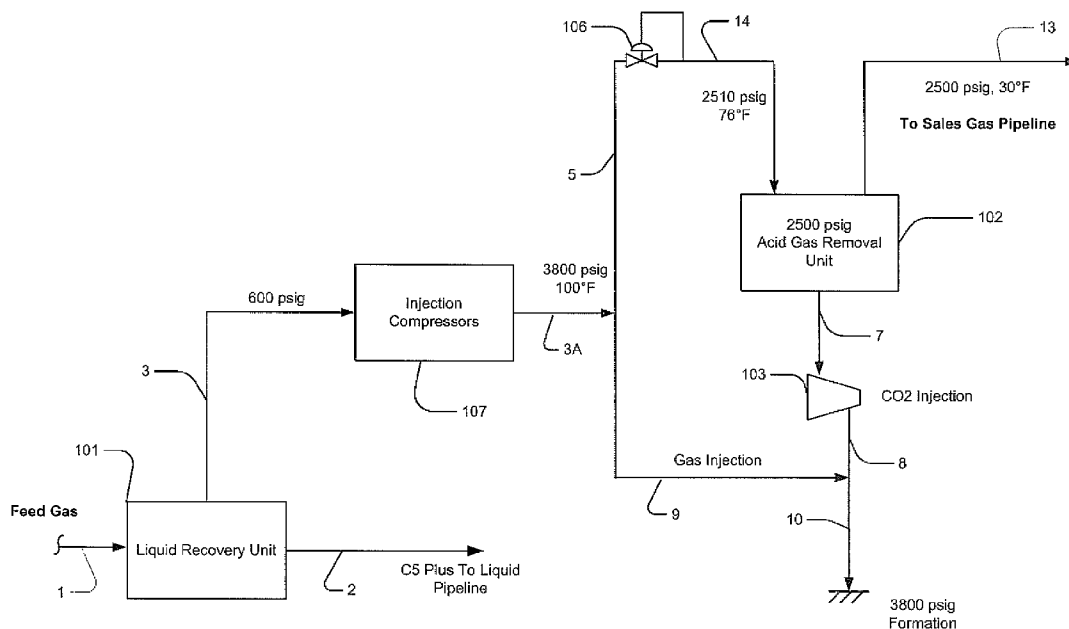 106
14
13
2510 psig
76°F
2500 psig, 30°F
To Sales Gas Pipeline
5
2500 psig
Acid Gas Removal
Unit
102
3800 psig
100°F
600 psig
Injection
Compressors
3A
7
3
107
103
CO2 Injection
101
Gas Injection
8
9
10
Feed Gas
Liquid Recovery Unit
1
2
C5 Plus To Liquid
Pipeline
3800 psig
Formation